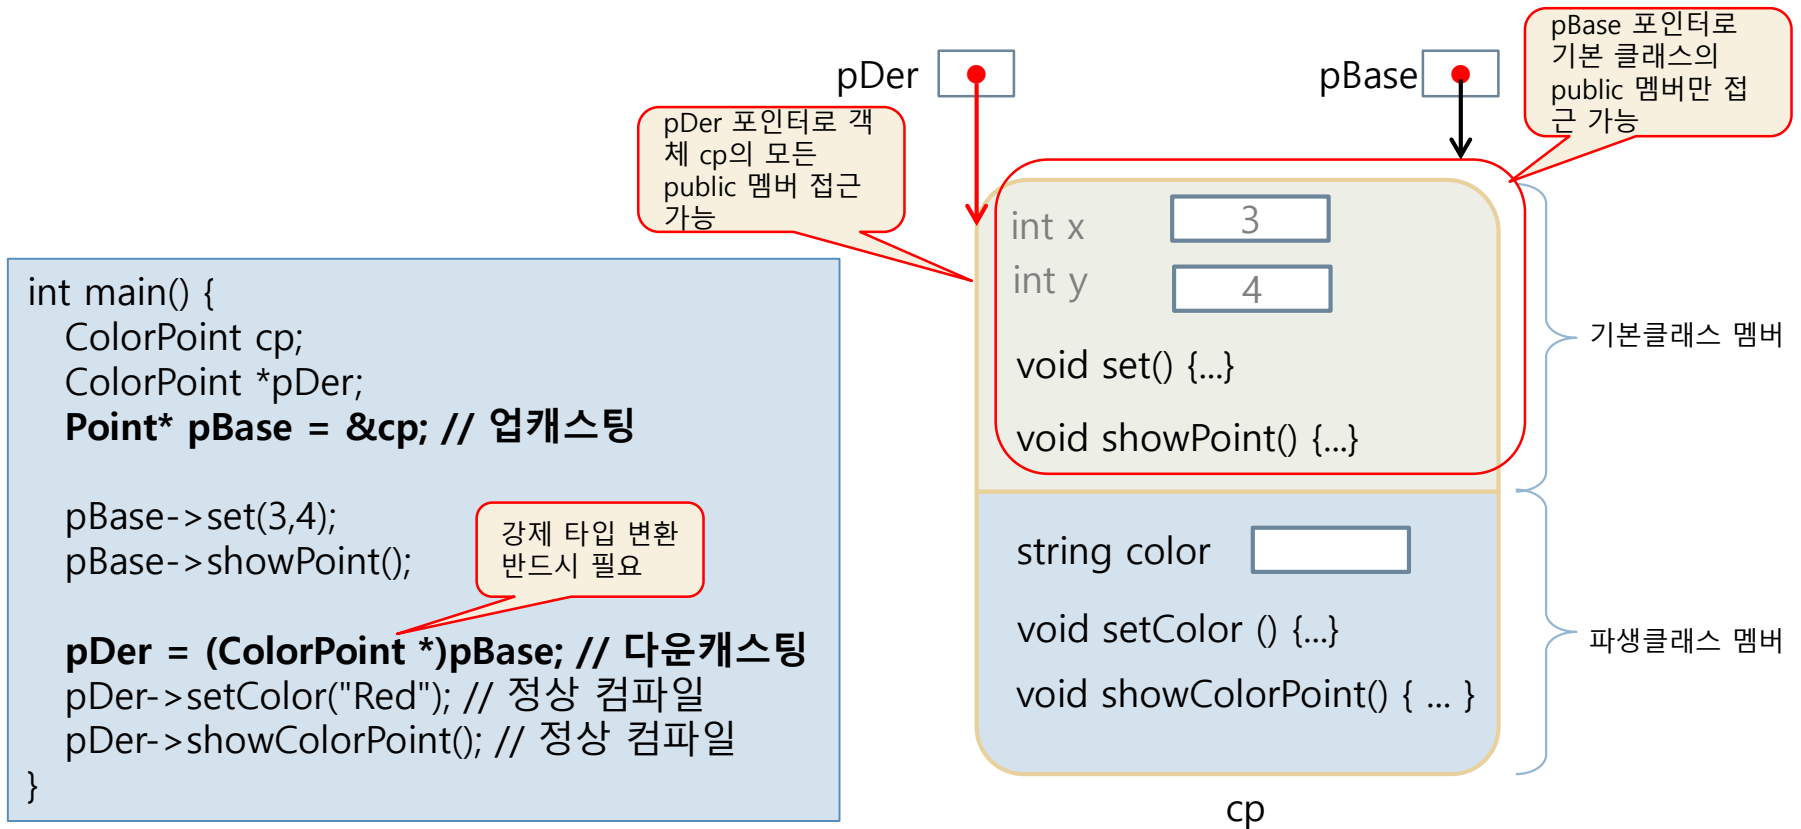 pDer
pBase
pBase 포인터로
기본 클래스의
public 멤버만 접
근 가능
pDer 포인터로 객
체 cp의 모든
public 멤버 접근
가능
int main() {
ColorPoint cp;
ColorPoint *pDer;
Point* pBase = &cp; // 업캐스팅
pBase->set(3,4);
pBase->showPoint();
강제 타입 변환
반드시 필요
pDer = (ColorPoint *)pBase; // 다운캐스팅
pDer->setColor("Red"); // 정상 컴파일
pDer->showColorPoint(); // 정상 컴파일
}
int x 3
int y 4
void set() {...}
void showPoint() {...}
기본클래스 멤버
string color
void setColor () {...}
void showColorPoint() { ... }
파생클래스 멤버
cp